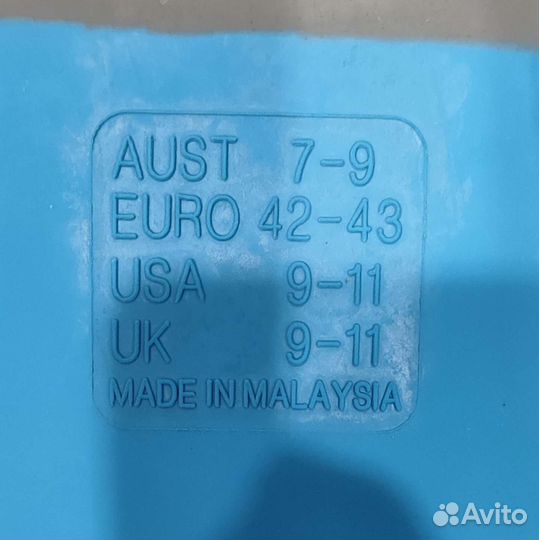 AUST 7-9
EURO 42-43
USA 9-11
UK 9-11
MADE IN MALAYSIA
Avito